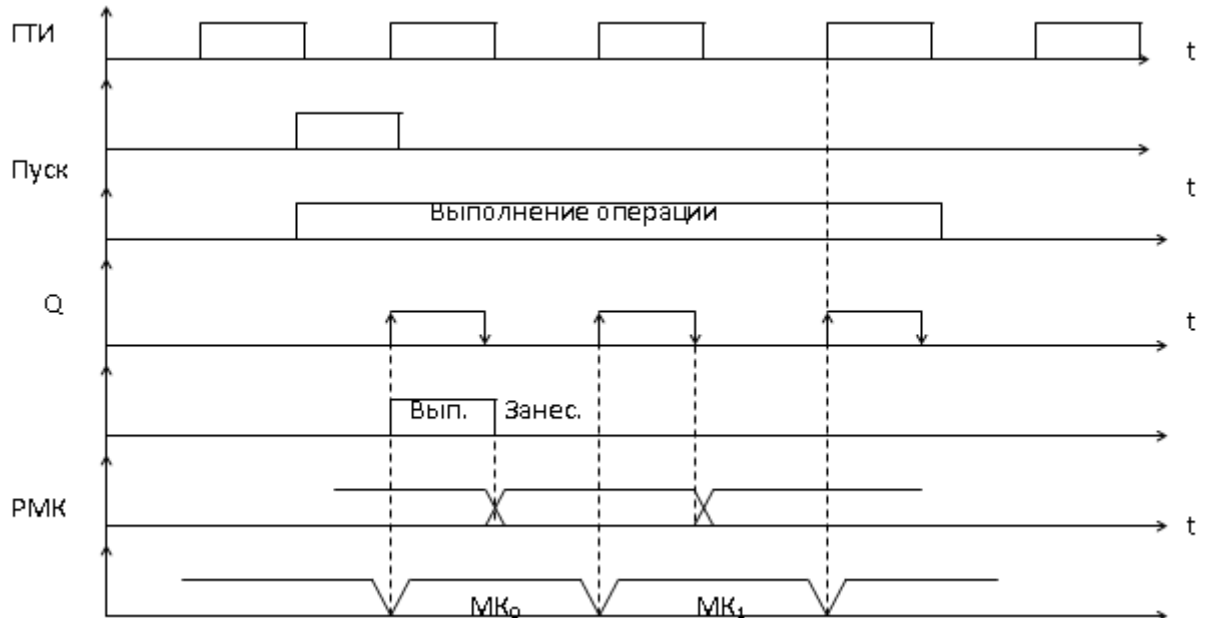 ГТИ
t
Пуск
t
Выполнение операции
Q
t
Вып. Занес.
РМК
t
МК₀ МК₁